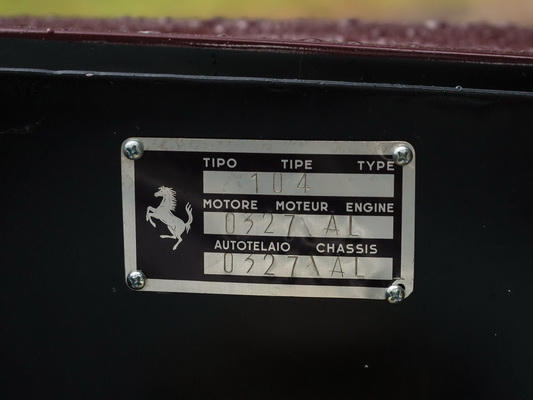 TIPO TIPE TYPE
104
MOTORE MOTEUR ENGINE
0327\AL
AUTOTELAIO CHASSIS
0327\AL